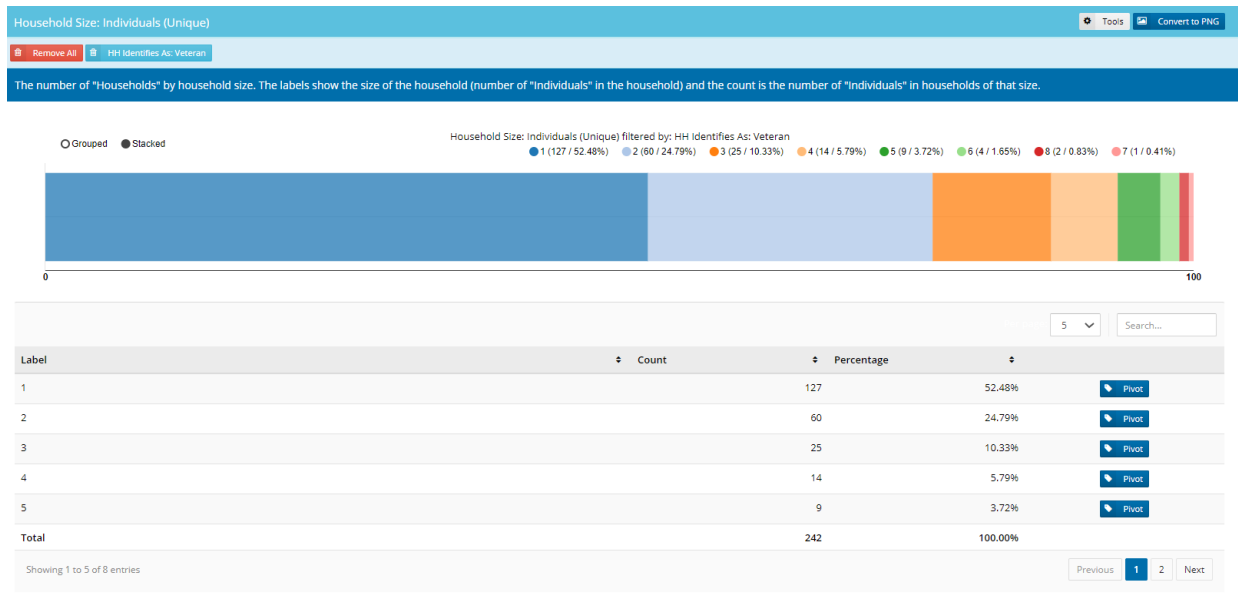 Household Size: Individuals (Unique)
Tools
Convert to PNG
Remove All
HH Identifies As: Veteran
The number of "Households" by household size. The labels show the size of the household (number of "Individuals" in the household) and the count is the number of "Individuals" in households of that size.
Grouped Stacked
Household Size: Individuals (Unique) filtered by: HH Identifies As: Veteran
1 (127 / 52.48%) 2 (60 / 24.79%) 3 (25 / 10.33%) 4 (14 / 5.79%) 5 (9 / 3.72%) 6 (4 / 1.65%) 8 (2 / 0.83%) 7 (1 / 0.41%)
0 100
5 Search...
Label Count Percentage
1 127 52.48% Pivot
2 60 24.79% Pivot
3 25 10.33% Pivot
4 14 5.79% Pivot
5 9 3.72% Pivot
Total 242 100.00%
Showing 1 to 5 of 8 entries
Previous 1 2 Next